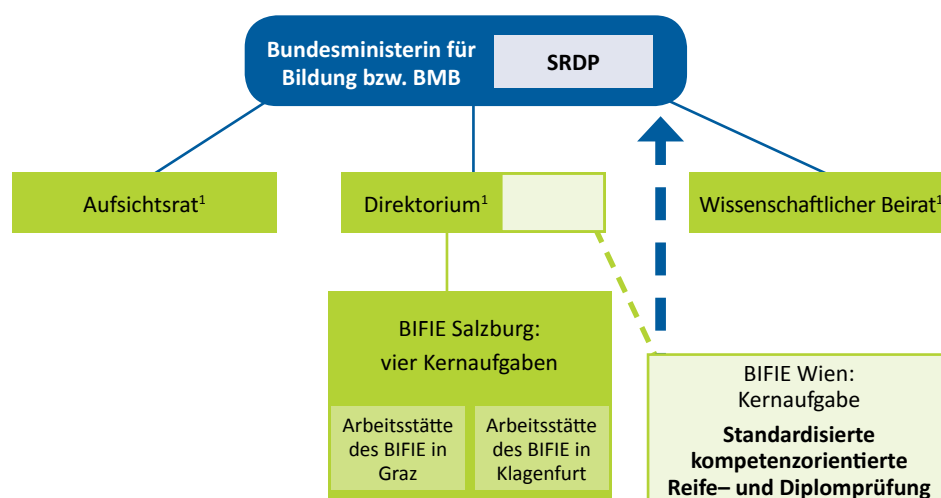 Bundesministerin für
Bildung bzw. BMB
SRDP
Aufsichtsrat¹
Direktorium¹
Wissenschaftlicher Beirat¹
BIFIE Salzburg:
vier Kernaufgaben
Arbeitsstätte
des BIFIE in
Graz
Arbeitsstätte
des BIFIE in
Klagenfurt
BIFIE Wien:
Kernaufgabe
Standardisierte
kompetenzorientierte
Reife– und Diplomprüfung